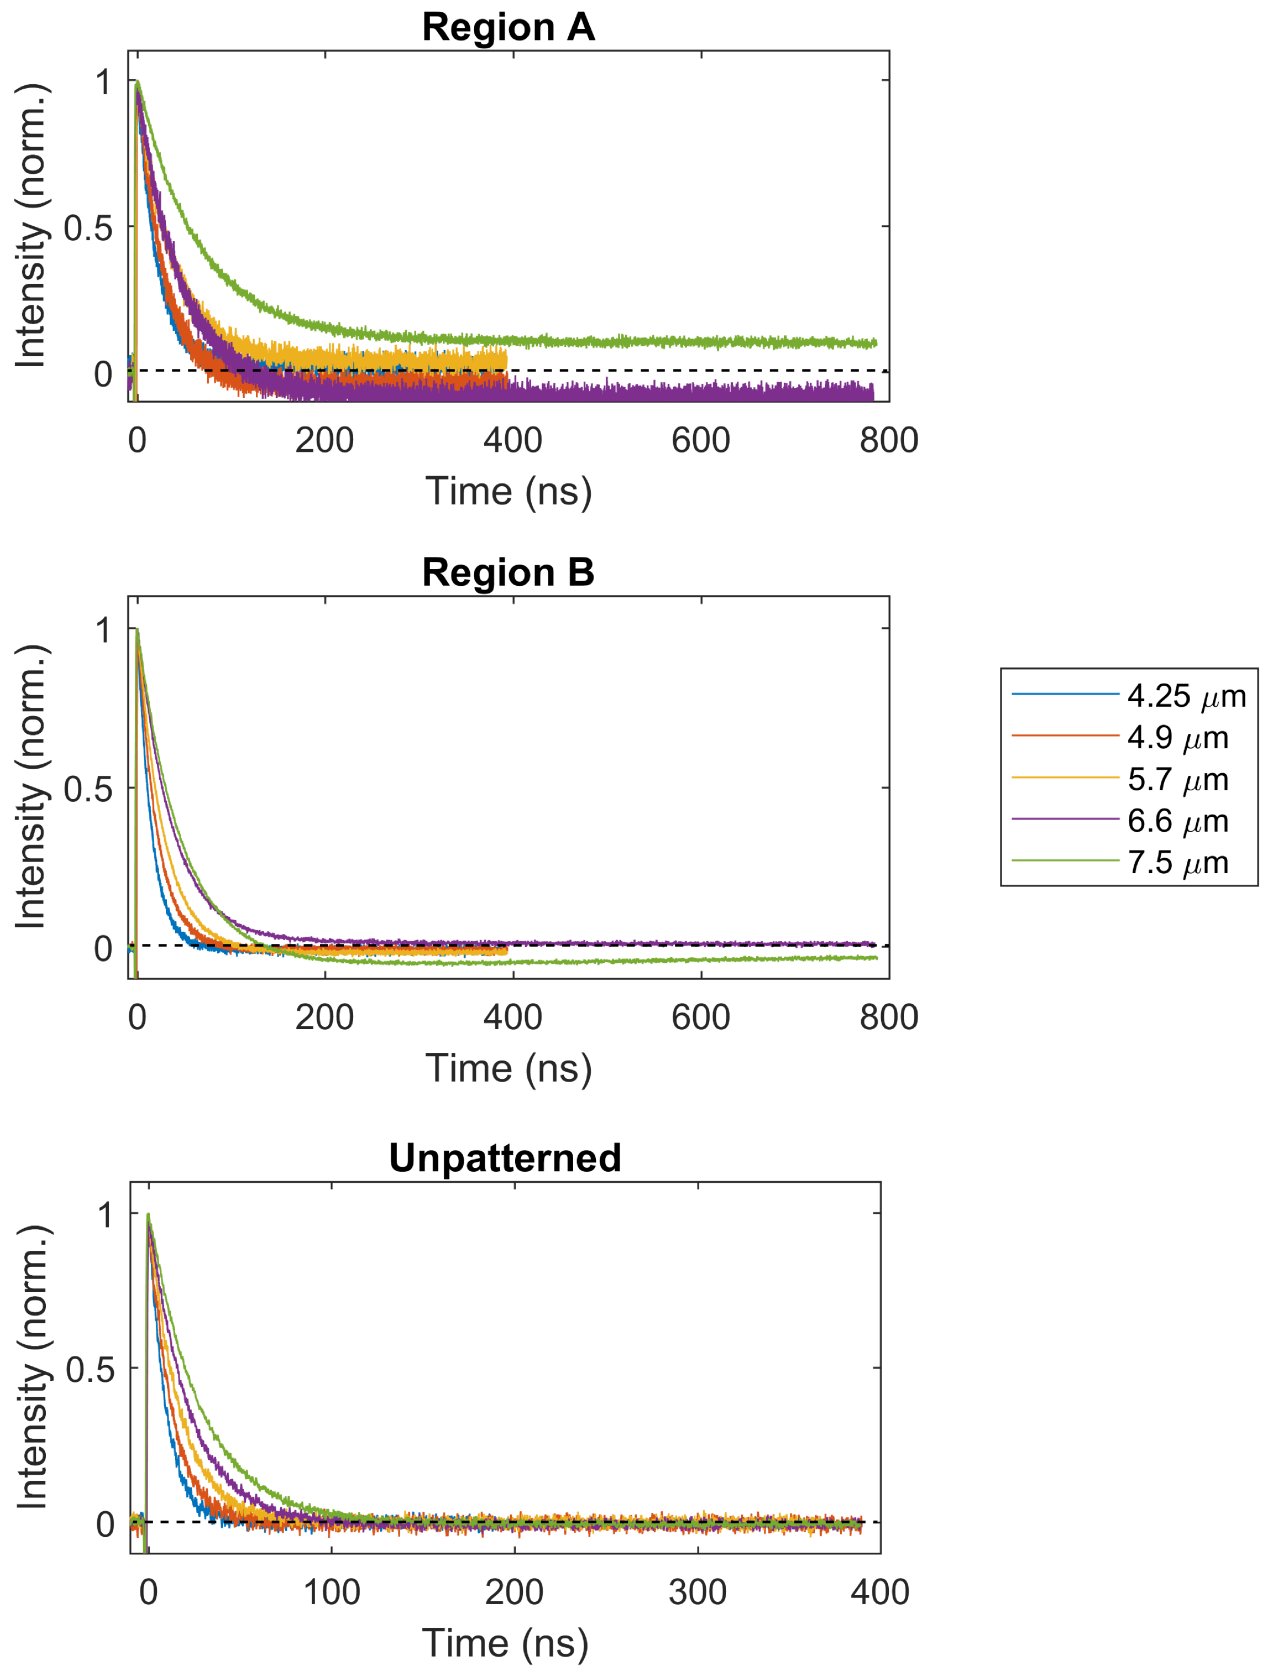 Region A
Intensity (norm.)
1
0.5
0
0 200 400 600 800
Time (ns)
Region B
Intensity (norm.)
1
0.5
0
0 200 400 600 800
Time (ns)
4.25 μm
4.9 μm
5.7 μm
6.6 μm
7.5 μm
Unpatterned
Intensity (norm.)
1
0.5
0
0 100 200 300 400
Time (ns)